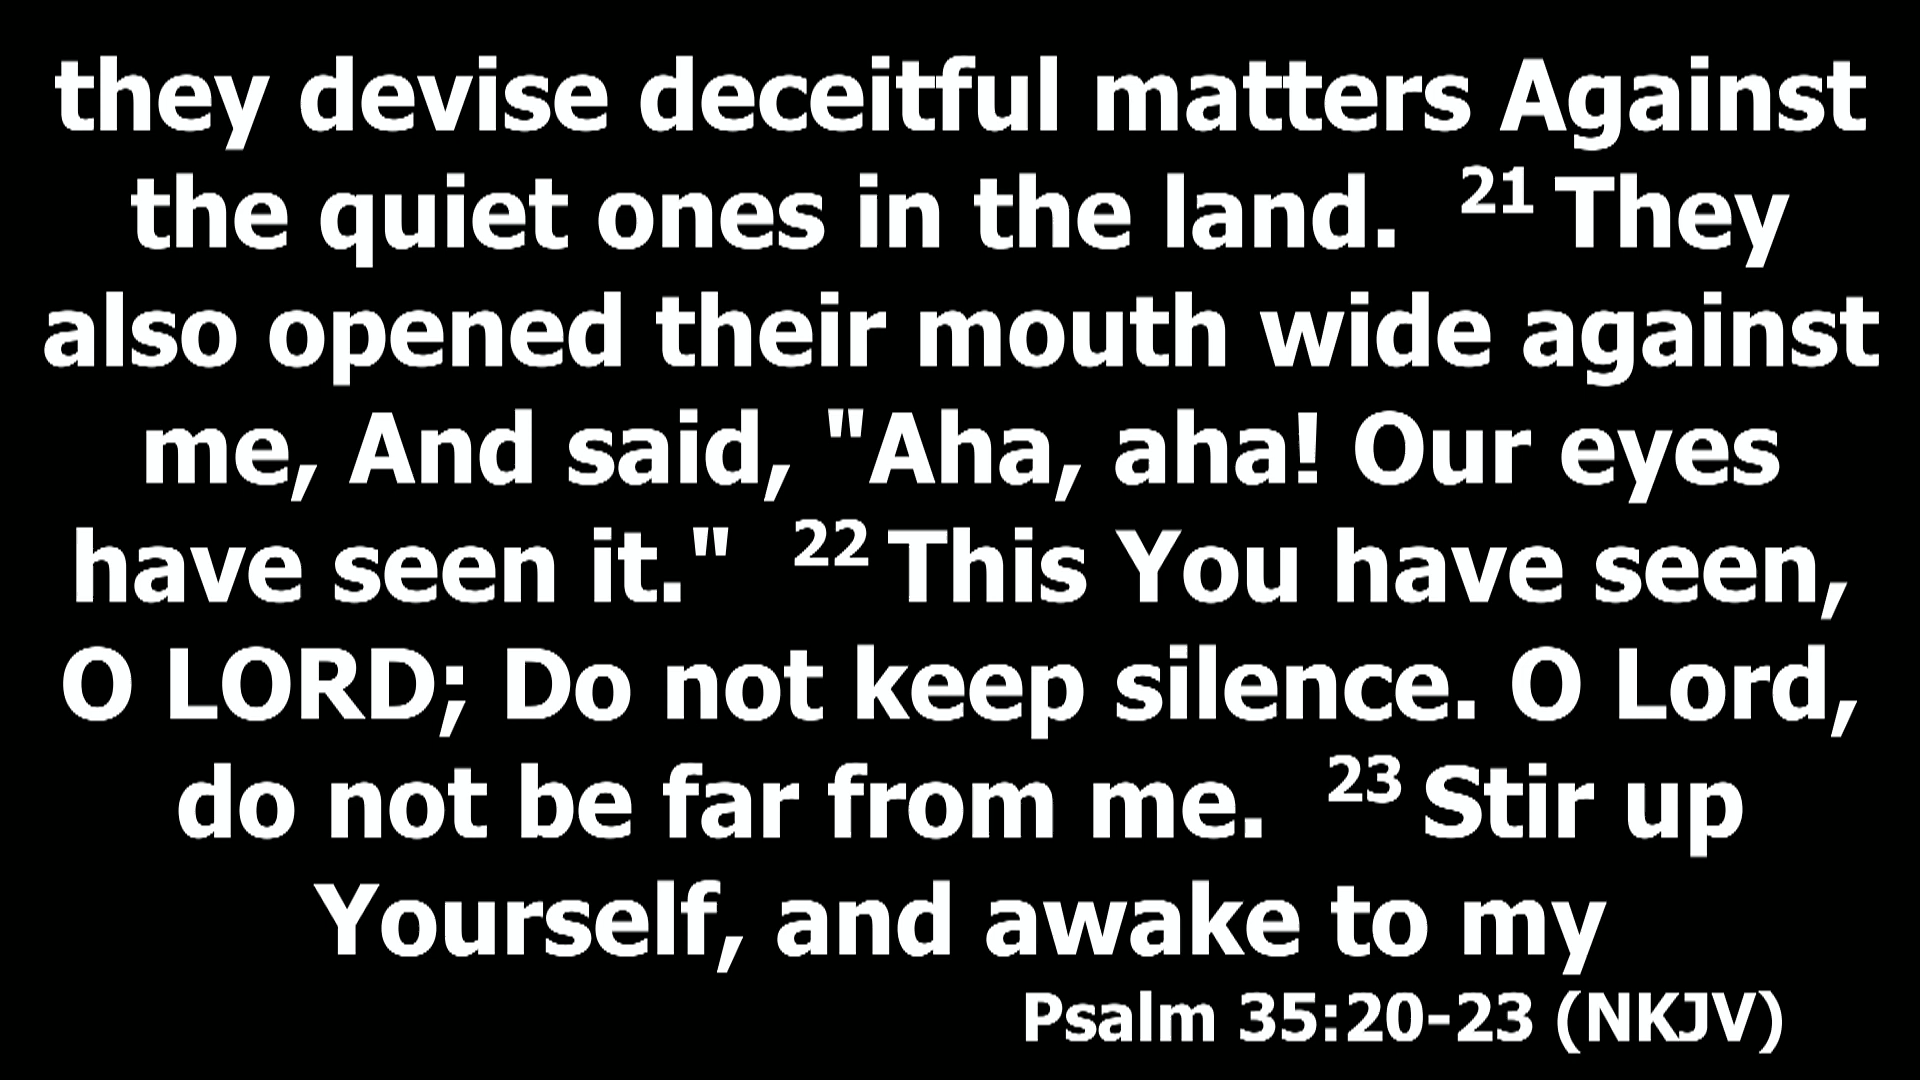 they devise deceitful matters Against
the quiet ones in the land. 21 They
also opened their mouth wide against
me, And said, "Aha, aha! Our eyes
have seen it." 22 This You have seen,
O LORD; Do not keep silence. O Lord,
do not be far from me. 23 Stir up
Yourself, and awake to my
Psalm 35:20-23 (NKJV)